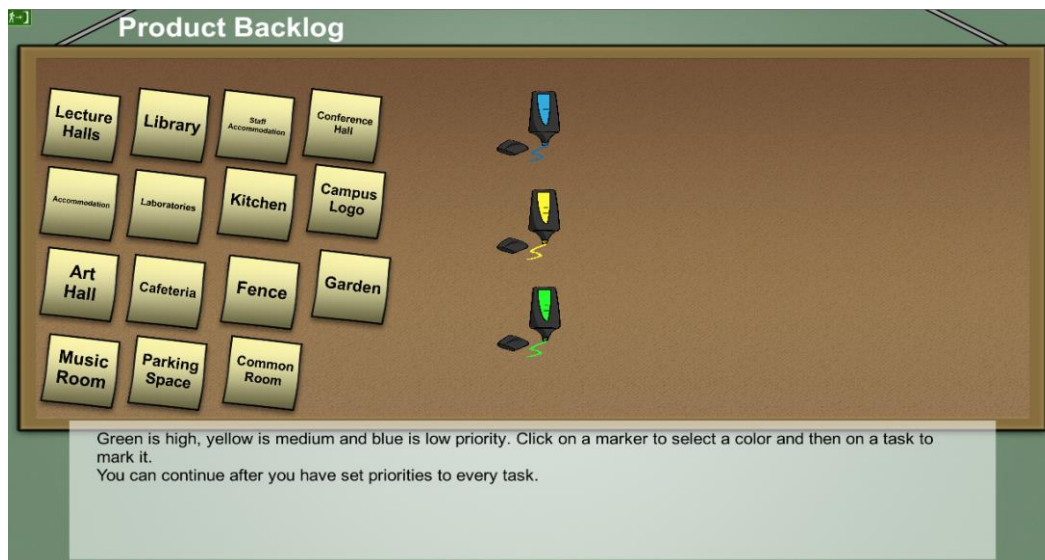 Product Backlog
Lecture
Halls
Library
Staff
Accommodation
Conference
Hall
Accommodation
Laboratories
Kitchen
Campus
Logo
Art
Hall
Cafeteria
Fence
Garden
Music
Room
Parking
Space
Common
Room
Green is high, yellow is medium and blue is low priority. Click on a marker to select a color and then on a task to
mark it.
You can continue after you have set priorities to every task.